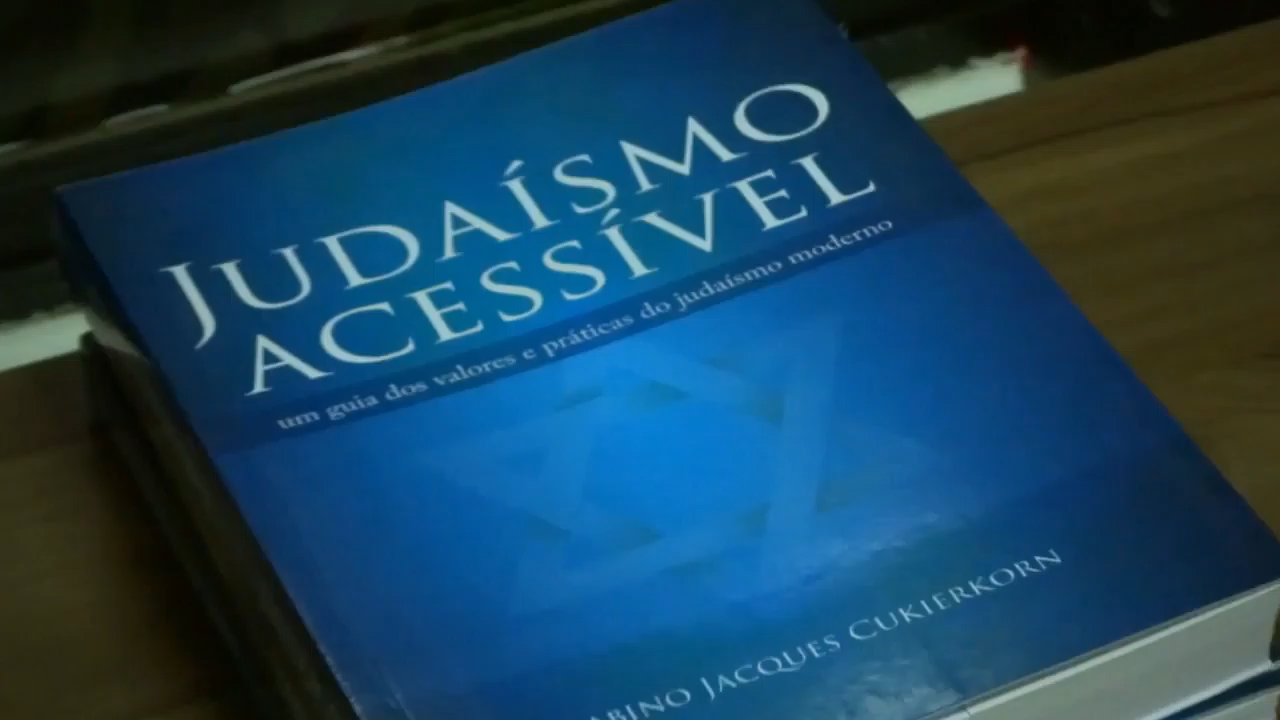 JUDAÍSMO
ACESSÍVEL
um guia dos valores e práticas do judaísmo moderno
JACQUES CUKIERKORN